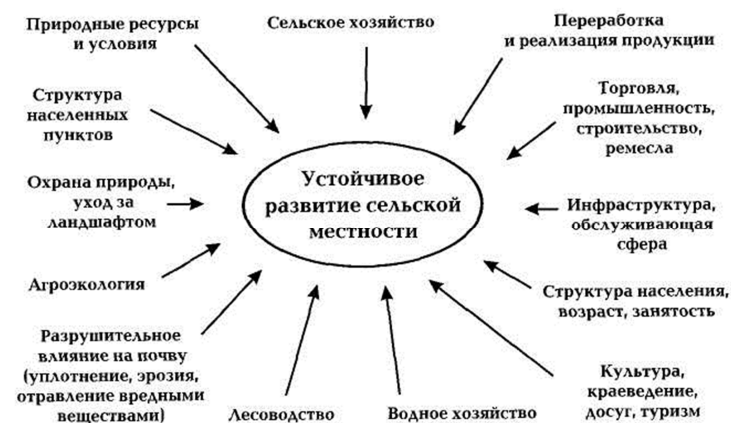 Природные ресурсы
и условия
Сельское хозяйство
Переработка
и реализация продукции
Структура
населенных
пунктов
Торговля,
промышленность,
строительство,
ремесла
Охрана природы,
уход за
ландшафтом
Устойчивое
развитие сельской
местности
Инфраструктура,
обслуживающая
сфера
Агроэкология
Структура населения,
возраст, занятость
Разрушительное
влияние на почву
(уплотнение, эрозия,
отравление вредными
веществами)
Лесоводство
Водное хозяйство
Культура,
краеведение,
досуг, туризм